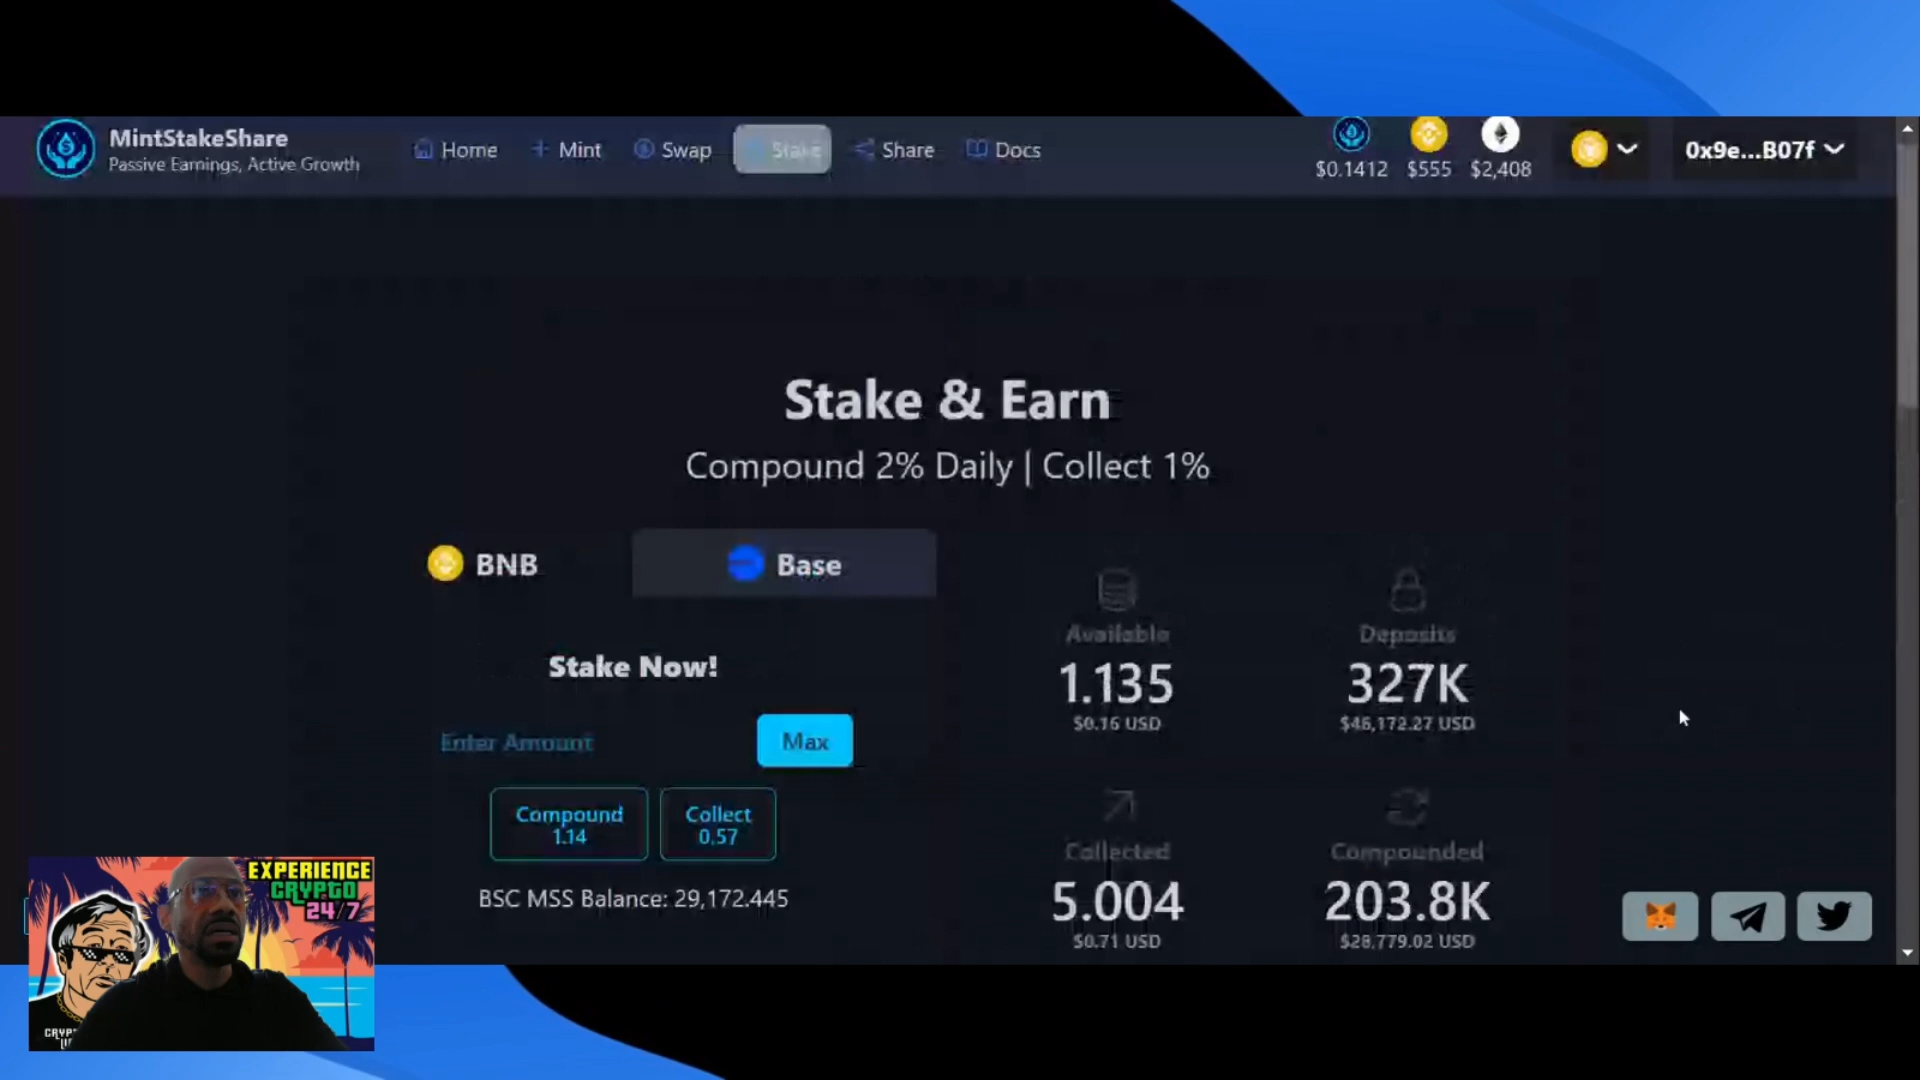 MintStakeShare
Passive Earnings, Active Growth
Home
Mint
Swap
Stake
Share
Docs
$0.1412
$555
$2,408
0x9e...B07f
Stake & Earn
Compound 2% Daily | Collect 1%
BNB
Base
Stake Now!
Enter Amount
Max
Compound
1.14
Collect
0.57
BSC MSS Balance: 29,172.445
Available
1.135
$0.16 USD
Deposits
327K
$46,172.27 USD
Collected
5.004
$0.71 USD
Compounded
203.8K
$28,779.02 USD
EXPERIENCE
CRYPTO
24/7